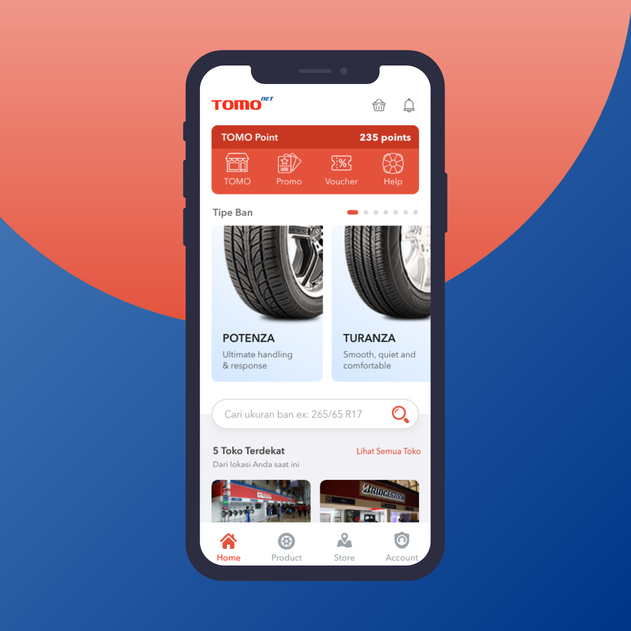 TOMO NET
TOMO Point
235 points
TOMO
Promo
Voucher
Help
Tipe Ban
POTENZA
Ultimate handling
& response
TURANZA
Smooth, quiet and
comfortable
Cari ukuran ban ex: 265/65 R17
5 Toko Terdekat
Lihat Semua Toko
Dari lokasi Anda saat ini
BRIDGESTONE
Home
Product
Store
Account